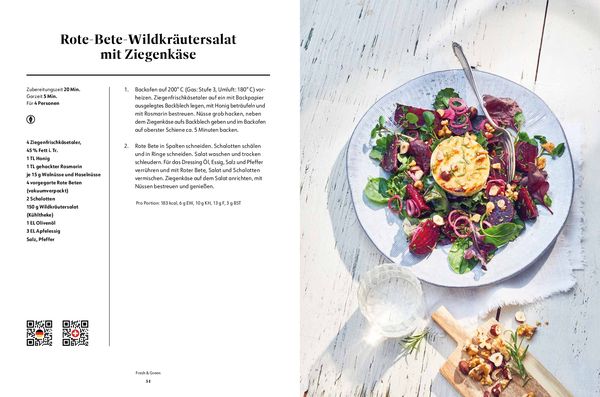 Rote-Bete-Wildkräutersalat
mit Ziegenkäse
Zubereitungszeit 20 Min.
Garzeit 5 Min.
Für 4 Personen
4 Ziegenfrischkäsetaler,
45 % Fett i. Tr.
1 TL Honig
1 TL gehackter Rosmarin
je 15 g Walnüsse und Haselnüsse
4 vorgegarte Rote Beten
(vakuumverpackt)
2 Schalotten
150 g Wildkräutersalat
(Kühltheke)
1 EL Olivenöl
3 EL Apfelessig
Salz, Pfeffer
1. Backofen auf 200° C (Gas: Stufe 3, Umluft: 180° C) vor-
heizen. Ziegenfrischkäsetaler auf ein mit Backpapier
ausgelegtes Backblech legen, mit Honig beträufeln und
mit Rosmarin bestreuen. Nüsse grob hacken, neben
dem Ziegenkäse aufs Backblech geben und im Backofen
auf oberster Schiene ca. 5 Minuten backen.
2. Rote Bete in Spalten schneiden. Schalotten schälen
und in Ringe schneiden. Salat waschen und trocken
schleudern. Für das Dressing Öl, Essig, Salz und Pfeffer
verrühren und mit Roter Bete, Salat und Schalotten
vermischen. Ziegenkäse auf dem Salat anrichten, mit
Nüssen bestreuen und genießen.
Pro Portion: 183 kcal, 6 g EW, 10 g KH, 13 g F, 3 g BST
Fresh & Green
51